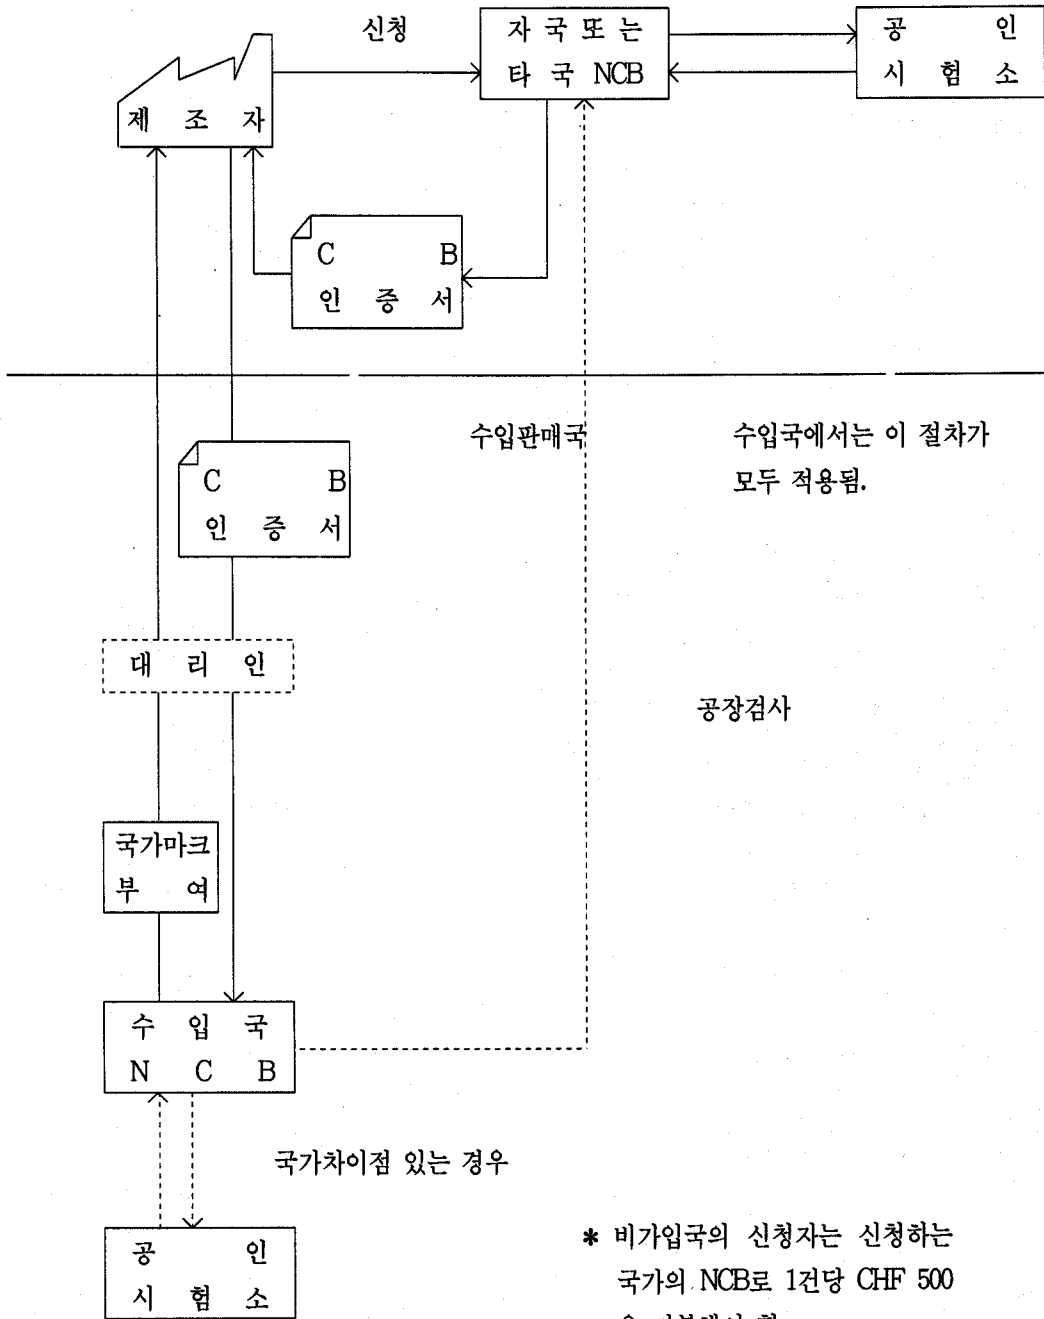 신청
자 국 또 는
타 국 NCB
공 인
시 험 소
제 조 자
C B
인 증 서
수입판매국
수입국에서는 이 절차가
모두 적용됨.
C B
인 증 서
대 리 인
공장검사
국가마크
부 여
수 입 국
N C B
국가차이점 있는 경우
공 인
시 험 소
* 비가입국의 신청자는 신청하는
국가의 NCB로 1건당 CHF 500